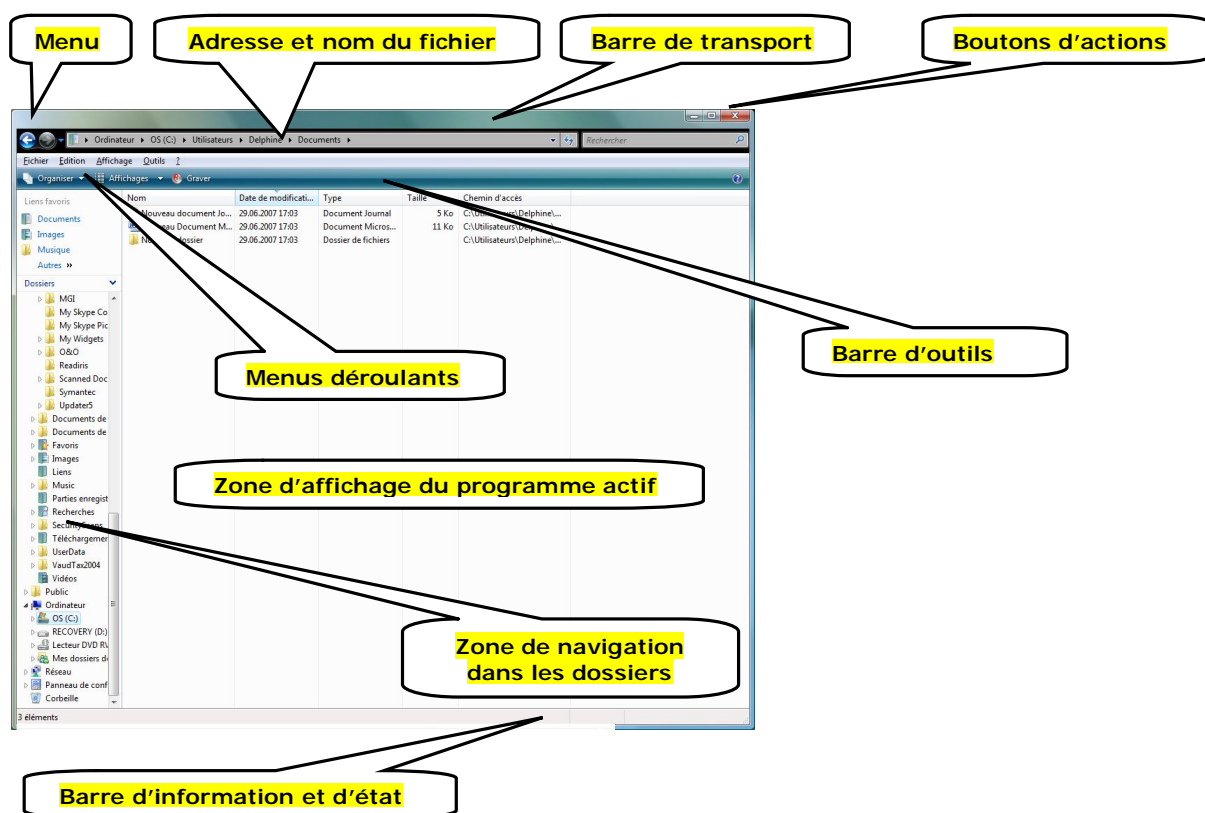 Menu
Adresse et nom du fichier
Barre de transport
Boutons d'actions
Ordinateur OS (C:) Utilisateurs Delphine Documents
Rechercher
Fichier Edition Affichage Outils ?
Organiser Affichages Graver
Liens favoris
Documents
Images
Musique
Autres »
Dossiers
MGI
My Skype Co
My Skype Pic
My Widgets
O&O
Readiris
Scanned Doc
Symantec
Updater5
Documents de
Documents de
Favoris
Images
Liens
Music
Parties enregist
Recherches
Téléchargemer
UserData
VaudTax2004
Vidéos
Public
Ordinateur
OS (C:)
RECOVERY (D:)
Lecteur DVD RV
Mes dossiers de
Réseau
Panneau de conf
Corbeille
Nom Date de modificati... Type Taille Chemin d'accès
Nouveau document Jo... 29.06.2007 17:03 Document Journal 5 Ko C:\Utilisateurs\Delphine\...
Document M... 29.06.2007 17:03 Document Micros... 11 Ko C:\Utilisateurs\Delphine\...
dossier 29.06.2007 17:03 Dossier de fichiers C:\Utilisateurs\Delphine\...
Barre d'outils
Menus déroulants
Zone d'affichage du programme actif
Zone de navigation
dans les dossiers
3 éléments
Barre d'information et d'état